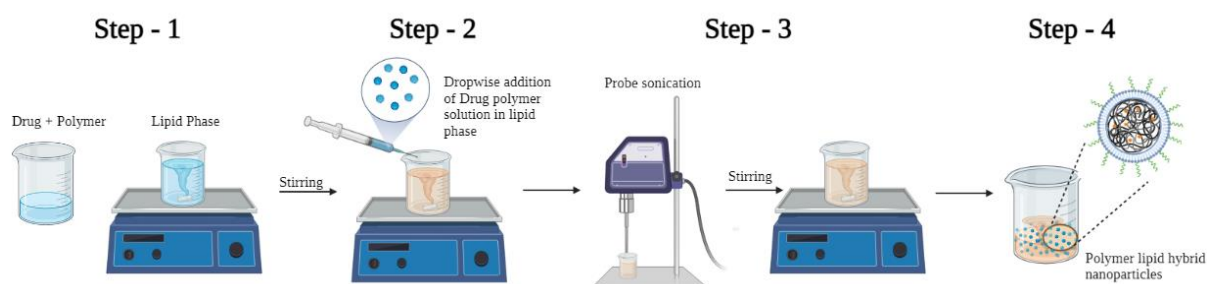 Step - 1
Step - 2
Step - 3
Step - 4
Drug + Polymer
Lipid Phase
Stirring
Dropwise addition
of Drug polymer
solution in lipid
phase
Probe sonication
Stirring
Polymer lipid hybrid
nanoparticles